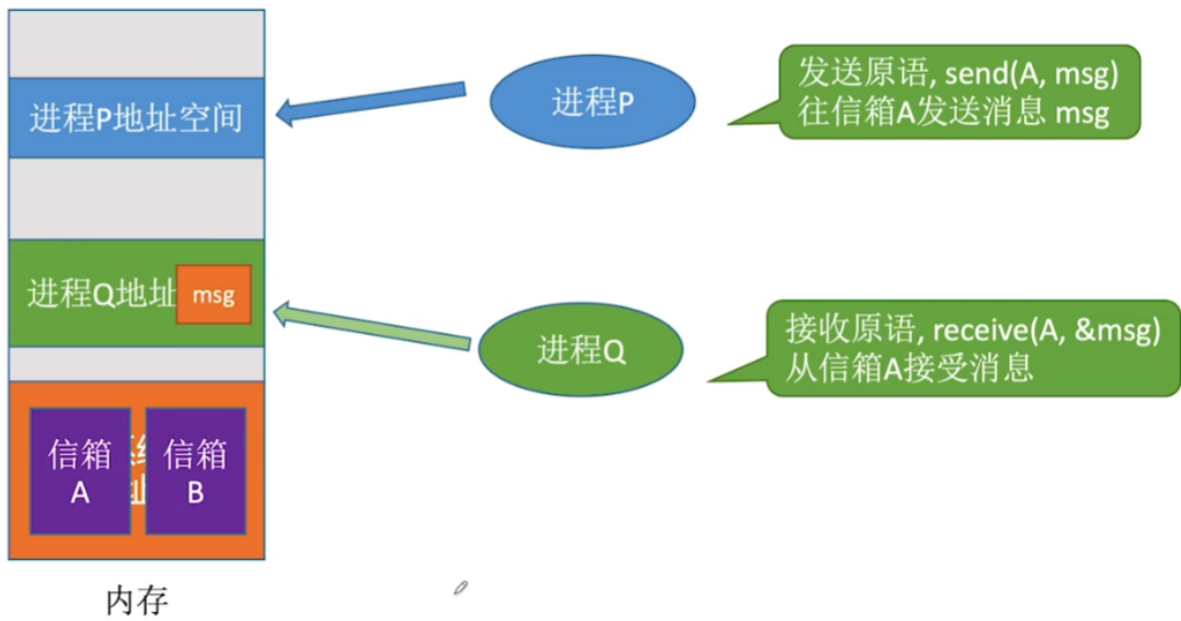 进程P地址空间
进程P
发送原语, send(A, msg)
往信箱A发送消息 msg
进程Q地址
msg
进程Q
接收原语, receive(A, &msg)
从信箱A接受消息
信箱
A
信箱
B
内存